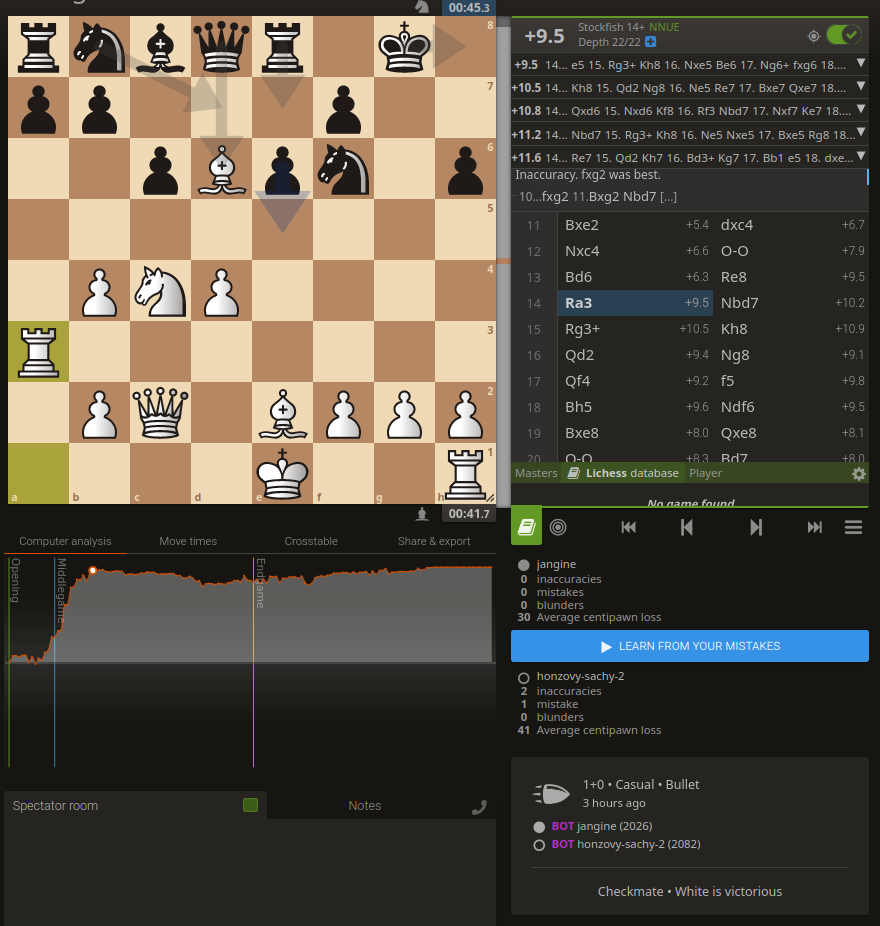 00:45.3
8
7
6
5
4
3
2
1
a b c d e f g h
00:41.7
+9.5
Stockfish 14+ NNUE
Depth 22/22
+9.5 14... e5 15. Rg3+ Kh8 16. Nxe5 Be6 17. Ng6+ fxg6 18....
+10.5 14... Kh8 15. Qd2 Ng8 16. Ne5 Re7 17. Bxe7 Qxe7 18....
+10.8 14... Qxd6 15. Nxd6 Kf8 16. Rf3 Nbd7 17. Nxf7 Ke7 18....
+11.2 14... Nbd7 15. Rg3+ Kh8 16. Ne5 Nxe5 17. Bxe5 Rg8 18...
+11.6 14... Re7 15. Qd2 Kh7 16. Bd3+ Kg7 17. Bb1 e5 18. dxe...
Inaccuracy. fxg2 was best.
10...fxg2 11.Bxg2 Nbd7 [...]
11 Bxe2 +5.4 dxc4 +6.7
12 Nxc4 +6.6 O-O +7.9
13 Bd6 +6.3 Re8 +9.5
14 Ra3 +9.5 Nbd7 +10.2
15 Rg3+ +10.5 Kh8 +10.9
16 Qd2 +9.4 Ng8 +9.1
17 Qf4 +9.2 f5 +9.8
18 Bh5 +9.6 Ndf6 +9.5
19 Bxe8 +8.0 Qxe8 +8.1
20 O-O +8.3 Bd7 +8.0
Masters Lichess database Player
No game found
Computer analysis Move times Crosstable Share & export
Opening
Middlegame
Endgame
jangine
0 inaccuracies
0 mistakes
0 blunders
30 Average centipawn loss
LEARN FROM YOUR MISTAKES
honzovy-sachy-2
2 inaccuracies
1 mistake
0 blunders
41 Average centipawn loss
Spectator room Notes
1+0 • Casual • Bullet
3 hours ago
BOT jangine (2026)
BOT honzovy-sachy-2 (2082)
Checkmate • White is victorious